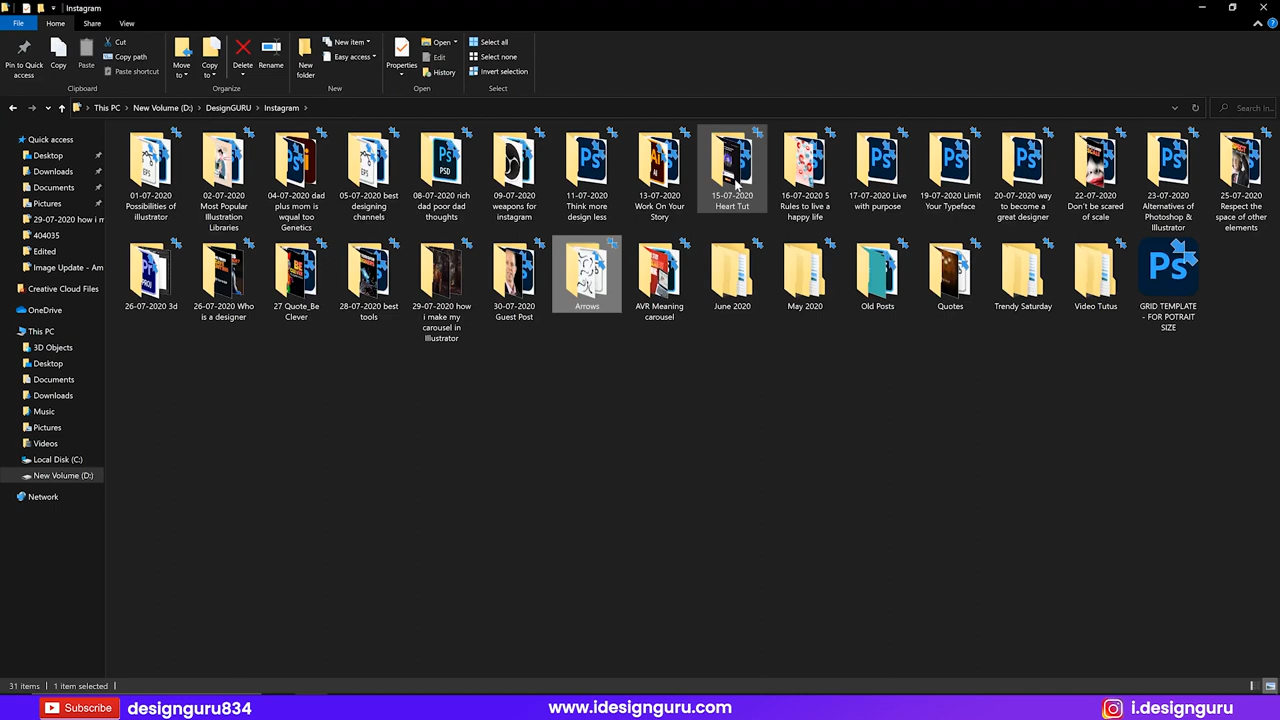 Instagram
File
Home
Share
View
Pin to Quick
access
Copy
Paste
Cut
Copy path
Paste shortcut
Move
to
Copy
to
Delete
Rename
New
folder
New item
Easy access
Properties
Open
Edit
History
Select all
Select none
Invert selection
Clipboard
Organize
New
Open
Select
This PC
New Volume (D:)
DesignGURU
Instagram
Search in...
Quick access
Desktop
Downloads
Documents
Pictures
29-07-2020 how i m
404035
Edited
Image Update - Am
Creative Cloud Files
OneDrive
This PC
3D Objects
Desktop
Documents
Downloads
Music
Pictures
Videos
Local Disk (C:)
New Volume (D:)
Network
01-07-2020
Possibilities of
illustrator
02-07-2020
Most Popular
Illustration
Libraries
04-07-2020 dad
plus mom is
wqual too
Genetics
05-07-2020 best
designing
channels
08-07-2020 rich
dad poor dad
thoughts
09-07-2020
weapons for
instagram
11-07-2020
Think more
design less
13-07-2020
Work On Your
Story
15-07-2020
Heart Tut
16-07-2020 5
Rules to live a
happy life
17-07-2020 Live
with purpose
19-07-2020 Limit
Your Typeface
20-07-2020 way
to become a
great designer
22-07-2020
Don`t be scared
of scale
23-07-2020
Alternatives of
Photoshop &
Illustrator
25-07-2020
Respect the
space of other
elements
26-07-2020 3d
26-07-2020 Who
is a designer
27 Quote_Be
Clever
28-07-2020 best
tools
29-07-2020 how
i make my
carousel in
Illustrator
30-07-2020
Guest Post
Arrows
AVR Meaning
carousel
June 2020
May 2020
Old Posts
Quotes
Trendy Saturday
Video Tutus
GRID TEMPLATE
- FOR POTRAIT
SIZE
31 items
1 item selected
Subscribe
designguru834
www.idesignguru.com
i.designguru